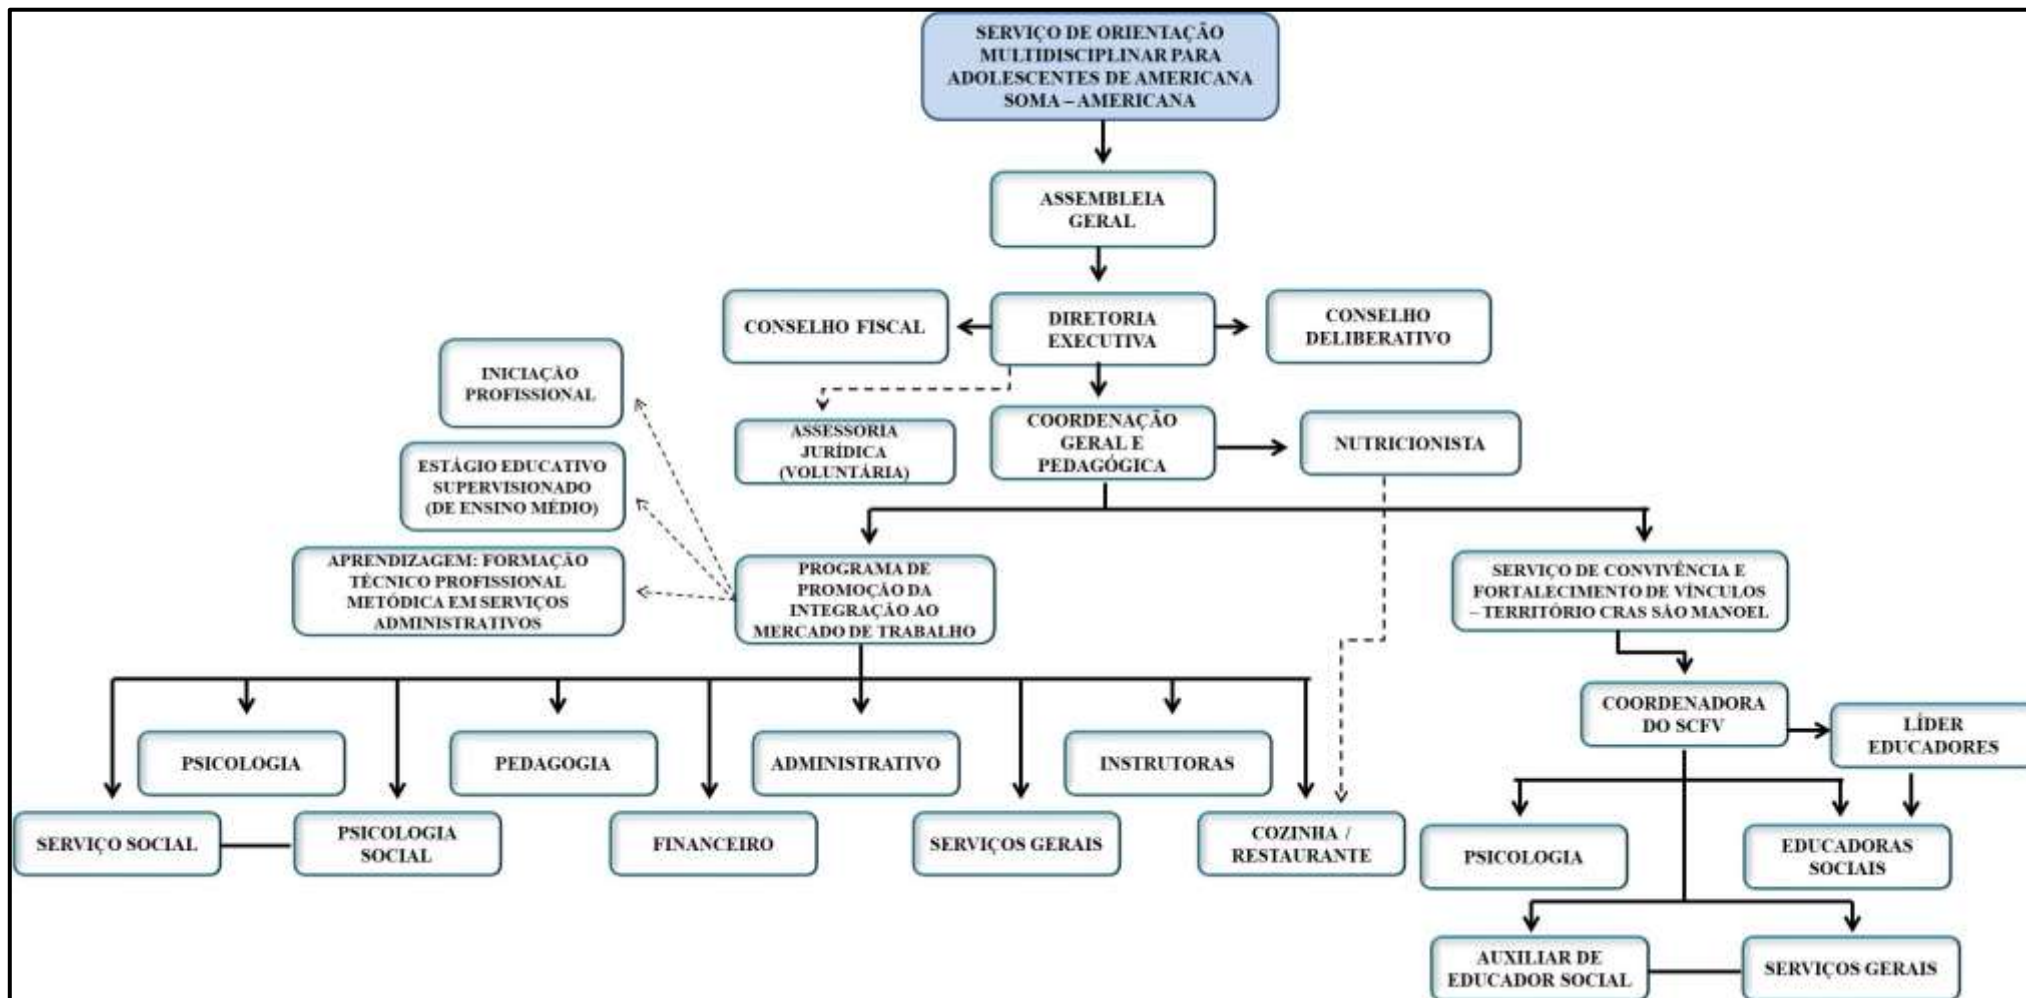 SERVIÇO DE ORIENTAÇÃO
MULTIDISCIPLINAR PARA
ADOLESCENTES DE AMERICANA
SOMA – AMERICANA
ASSEMBLEIA
GERAL
CONSELHO FISCAL
DIRETORIA
EXECUTIVA
CONSELHO
DELIBERATIVO
INICIAÇÃO
PROFISSIONAL
ASSESSORIA
JURÍDICA
(VOLUNTÁRIA)
COORDENAÇÃO
GERAL E
PEDAGÓGICA
NUTRICIONISTA
ESTÁGIO EDUCATIVO
SUPERVISIONADO
(DE ENSINO MÉDIO)
APRENDIZAGEM: FORMAÇÃO
TÉCNICO PROFISSIONAL
METÓDICA EM SERVIÇOS
ADMINISTRATIVOS
PROGRAMA DE
PROMOÇÃO DA
INTEGRAÇÃO AO
MERCADO DE TRABALHO
SERVIÇO DE CONVIVÊNCIA E
FORTALECIMENTO DE VÍNCULOS
– TERRITÓRIO CRAS SÃO MANOEL
COORDENADORA
DO SCFV
LÍDER
EDUCADORES
PSICOLOGIA
PEDAGOGIA
ADMINISTRATIVO
INSTRUTORAS
SERVIÇO SOCIAL
PSICOLOGIA
SOCIAL
FINANCEIRO
SERVIÇOS GERAIS
COZINHA /
RESTAURANTE
PSICOLOGIA
EDUCADORAS
SOCIAIS
AUXILIAR DE
EDUCADOR SOCIAL
SERVIÇOS GERAIS